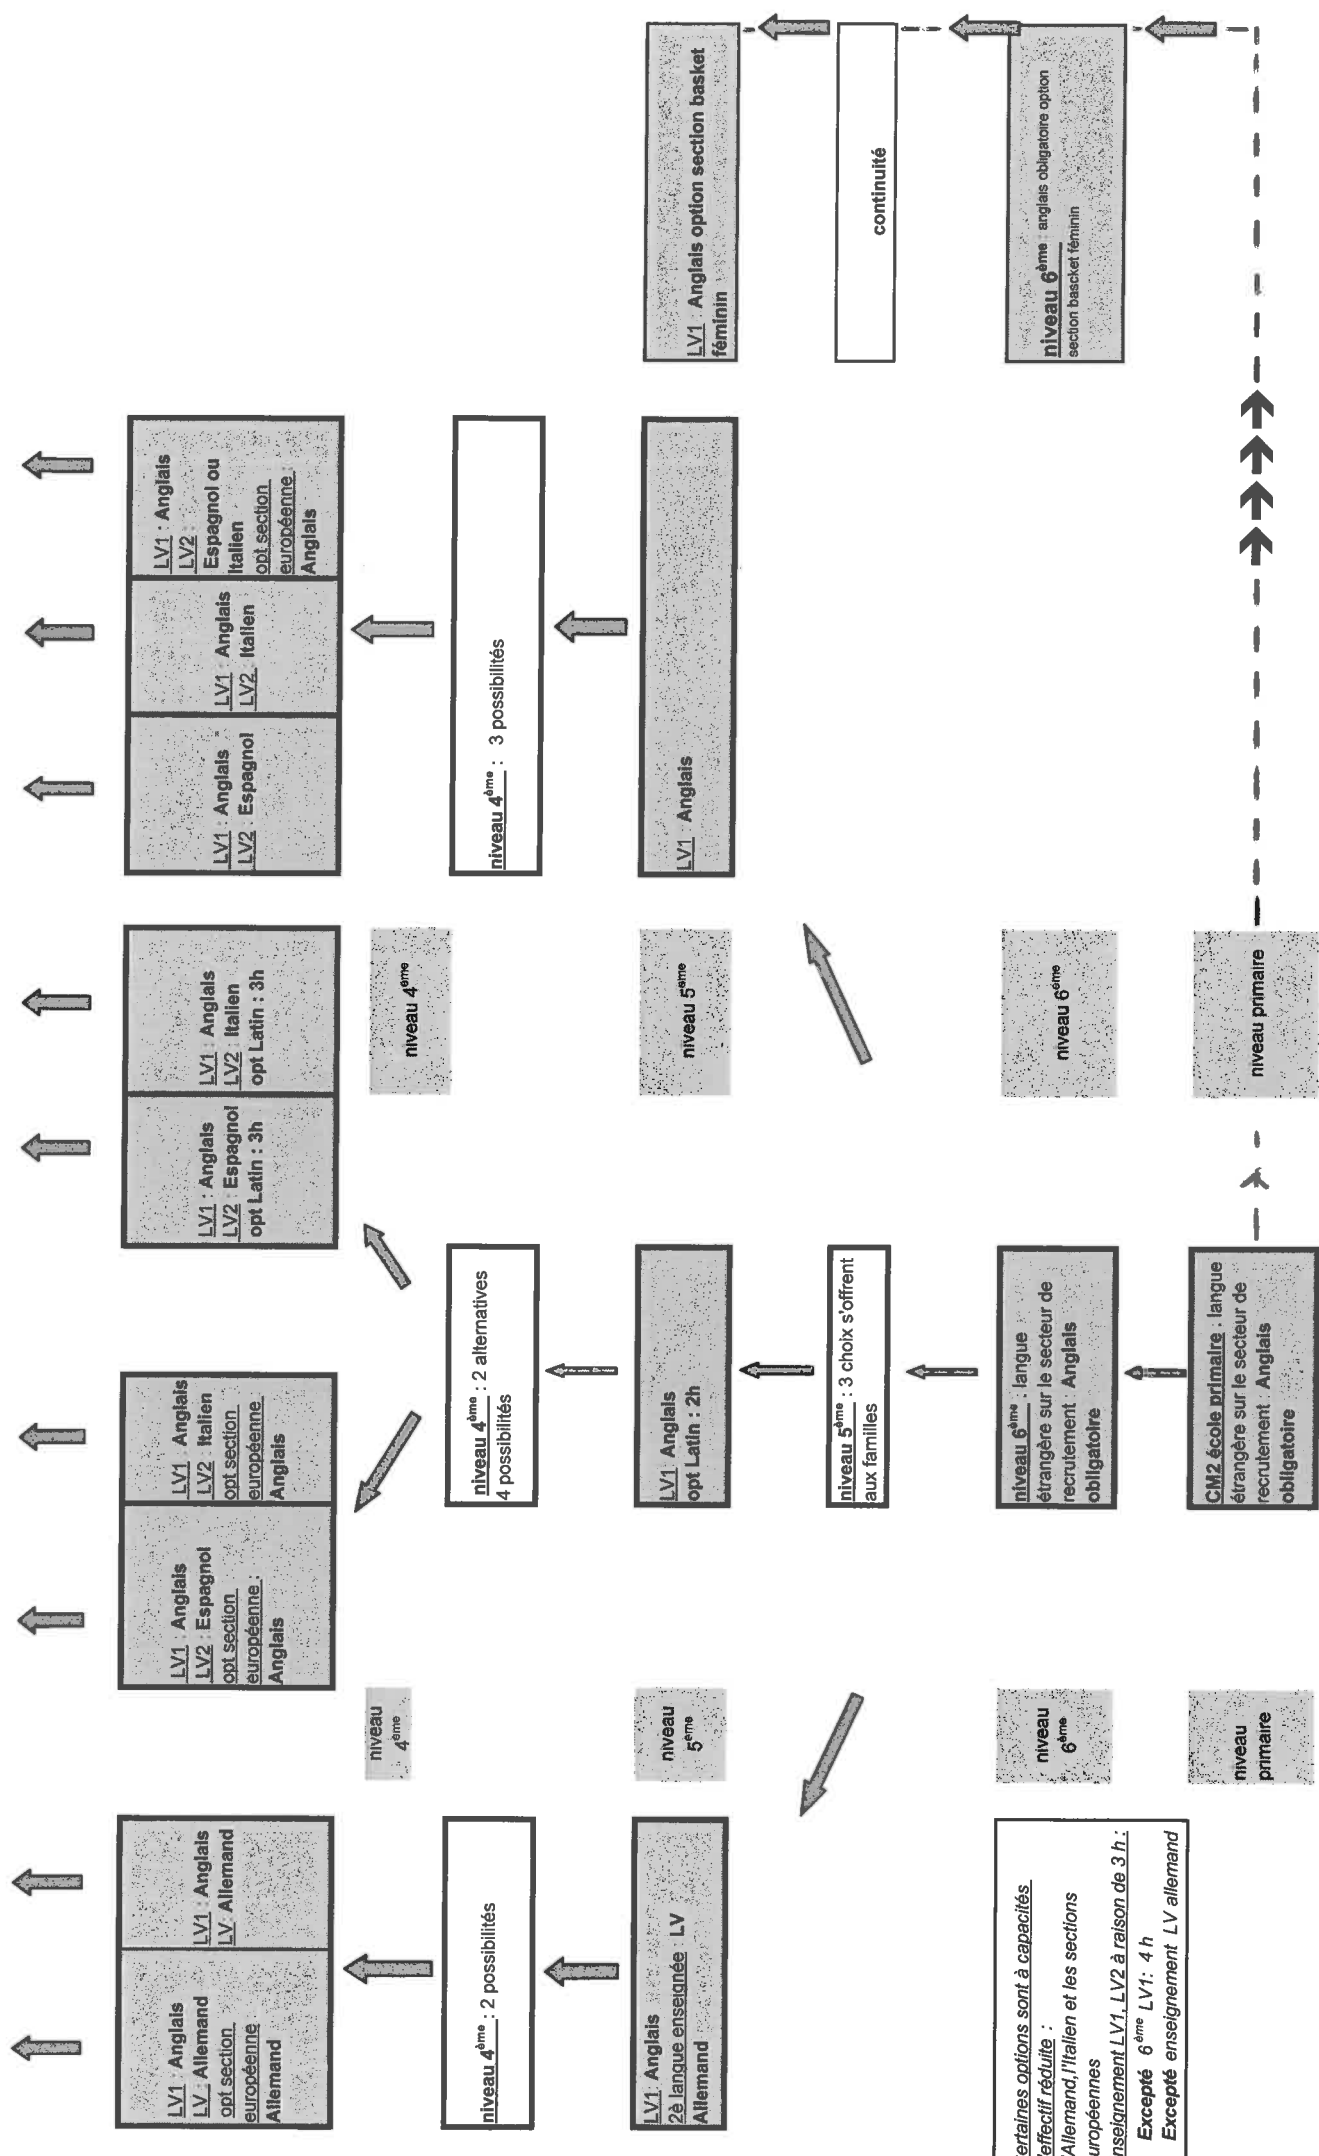 LV1 : Anglais
LV : Allemand
opt section
européenne :
Allemand
LV1 : Anglais
LV: Allemand
LV1 : Anglais
LV2 : Espagnol
opt section
européenne :
Anglais
LV1 : Anglais
LV2 : Italien
opt section
européenne
Anglais
LV1 : Anglais
LV2 : Espagnol
opt Latin : 3h
LV1 : Anglais
LV2 : Italien
opt Latin : 3h
LV1 : Anglais
LV2 : Espagnol
LV1 : Anglais
LV2 : Italien
LV1 : Anglais
LV2 :
Espagnol ou
Italien
opt section
européenne :
Anglais
niveau
4ème
niveau 4ème
niveau 4ème : 2 possibilités
niveau 4ème : 2 alternatives
4 possibilités
niveau 4ème : 3 possibilités
LV1 Anglais
2è langue enseignée : LV
Allemand
niveau
5ème
LV1 Anglais
opt Latin : 2h
niveau 5ème
LV1 : Anglais
LV1 : Anglais option section basket
féminin
niveau 5ème : 3 choix s'offrent
aux familles
continuité
ertaines options sont à capacités
'effectif réduite :
'Allemand,l'Italien et les sections
uropéennes
nseignement LV1, LV2 à raison de 3 h :
Excepté 6ème LV1: 4 h
Excepté enseignement LV allemand
niveau
6ème
niveau 6ème : langue
étrangère sur le secteur de
recrutement : Anglais
obligatoire
niveau 6ème
niveau 6ème : anglais obligatoire option
section bascket féminin
niveau
primaire
CM2 école primaire : langue
étrangère sur le secteur de
recrutement : Anglais
obligatoire
niveau primaire